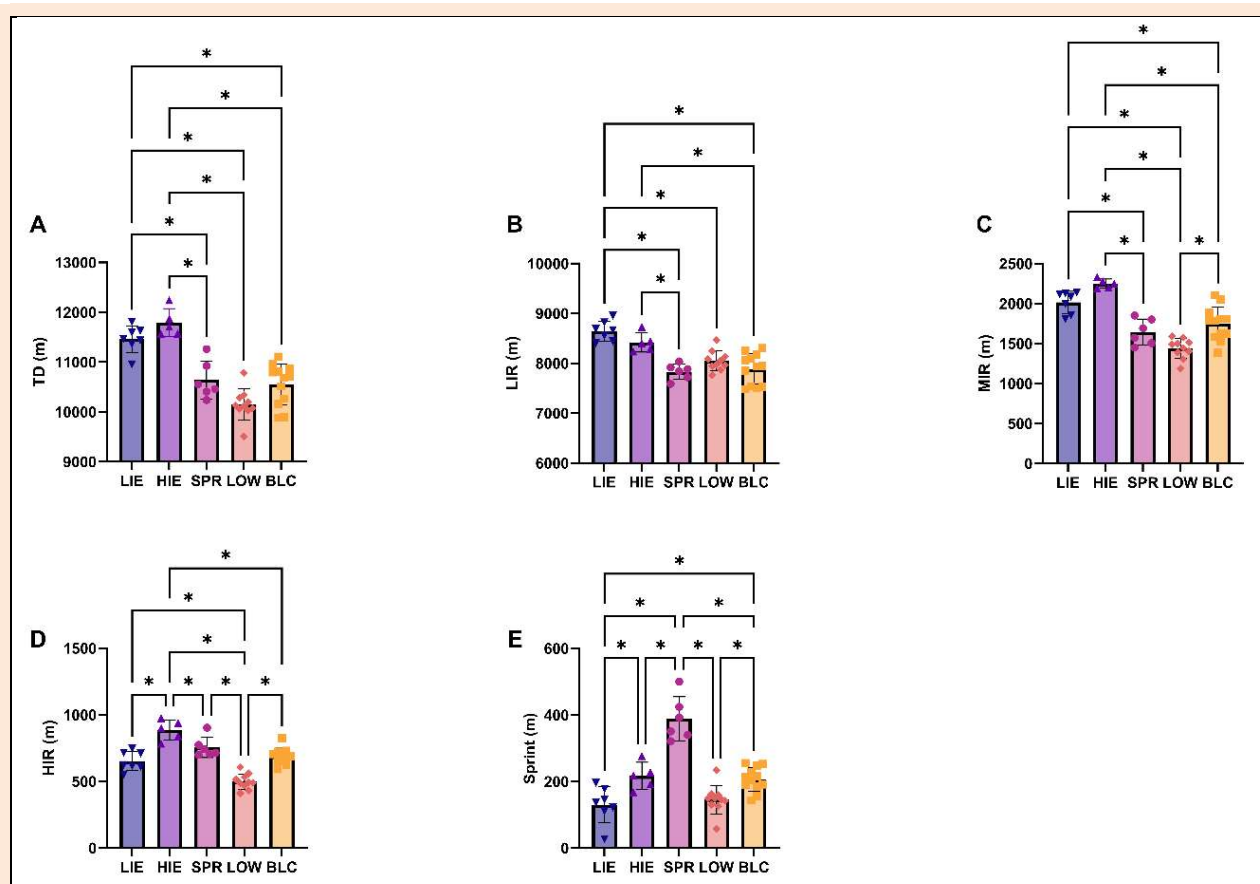 A
TD (m)
13000
12000
11000
10000
9000
LIE HIE SPR LOW BLC
* * * * * *
B
LIR (m)
10000
9000
8000
7000
6000
LIE HIE SPR LOW BLC
* * * * *
C
MIR (m)
2500
2000
1500
1000
500
0
LIE HIE SPR LOW BLC
* * * * * * *
D
HIR (m)
1500
1000
500
0
LIE HIE SPR LOW BLC
* * * * * * *
E
Sprint (m)
600
400
200
0
LIE HIE SPR LOW BLC
* * * * * * *